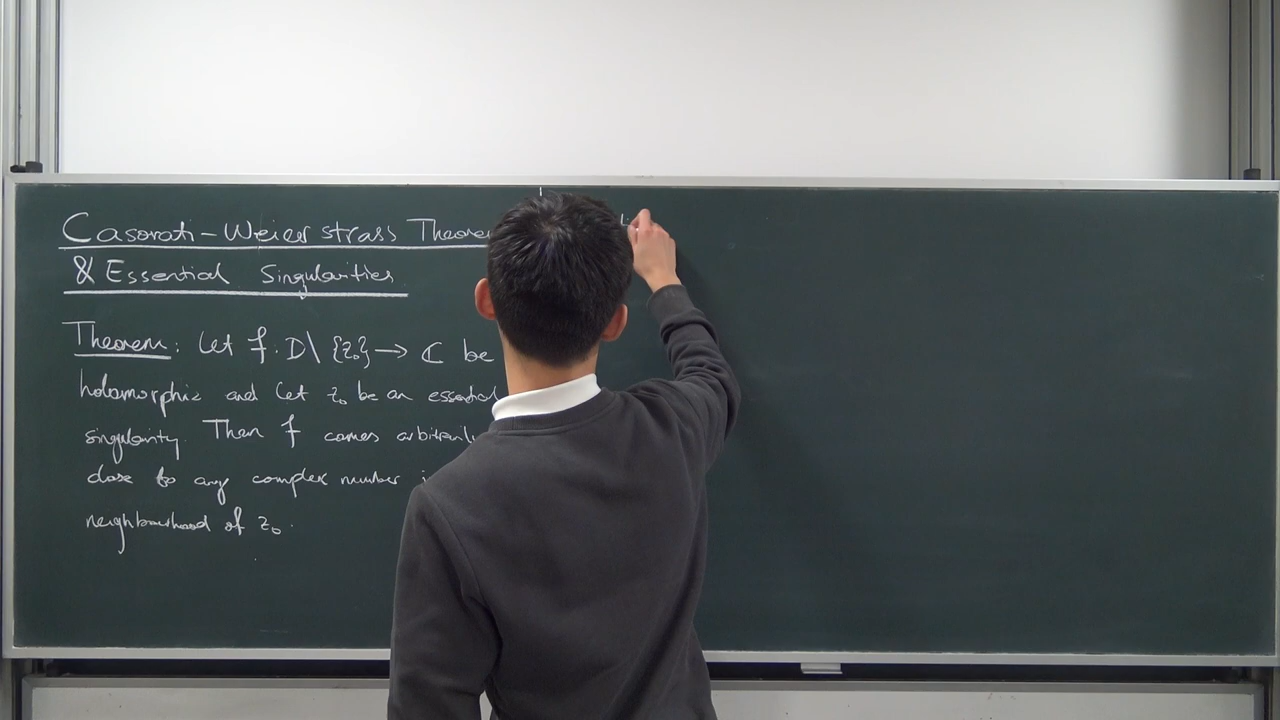 Casorati-Weierstrass Theorem
& Essential Singularities
Theorem: Let f: D\ {z₀} → ℂ be
holomorphic and let z₀ be an essential
singularity. Then f comes arbitrarily
close to any complex number
neighbourhood of z₀.